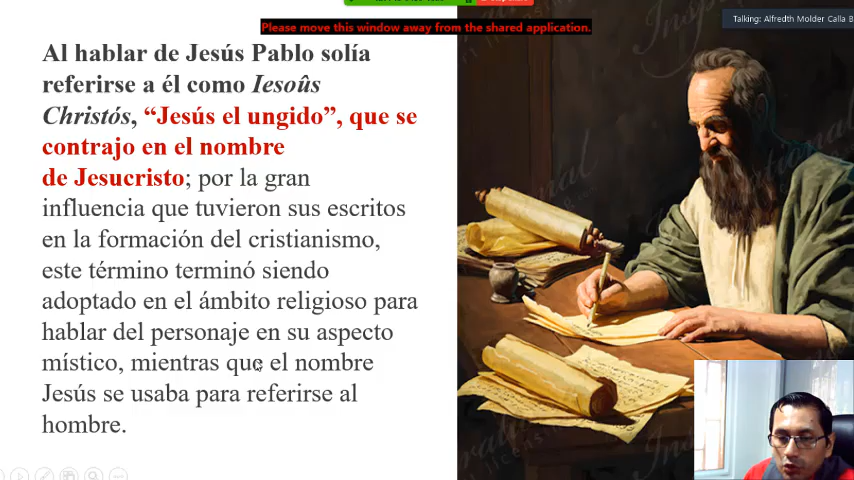 Please move this window away from the shared application.
Talking: Alfredth Molder Calla B
Al hablar de Jesús Pablo solía
referirse a él como Iesoûs
Christós, “Jesús el ungido”, que se
contrajo en el nombre
de Jesucristo; por la gran
influencia que tuvieron sus escritos
en la formación del cristianismo,
este término terminó siendo
adoptado en el ámbito religioso para
hablar del personaje en su aspecto
místico, mientras que el nombre
Jesús se usaba para referirse al
hombre.